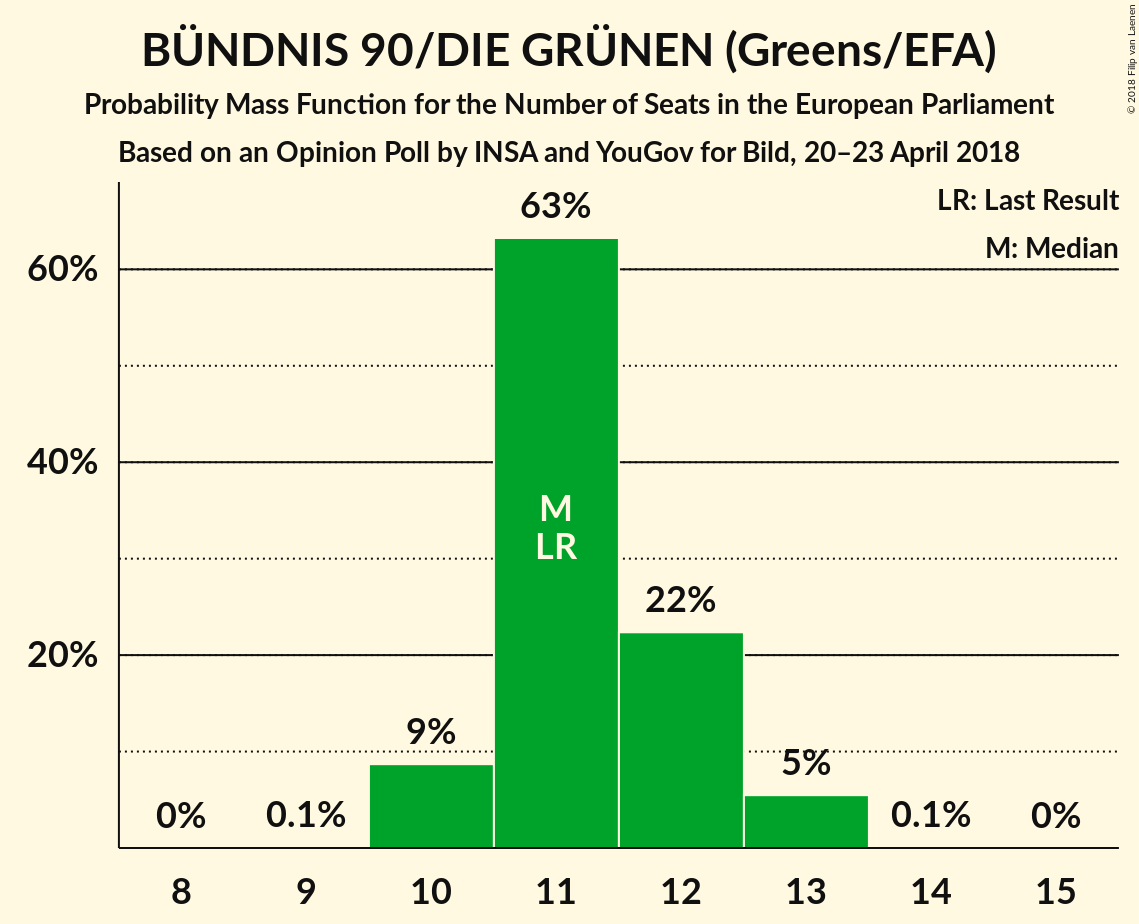 BÜNDNIS 90/DIE GRÜNEN (Greens/EFA)
Probability Mass Function for the Number of Seats in the European Parliament
Based on an Opinion Poll by INSA and YouGov for Bild, 20–23 April 2018
© 2018 Filip van Laenen
LR: Last Result
M: Median
63%
60%
40%
M
LR
22%
20%
9%
5%
0%
0.1%
0.1%
0%
8 9 10 11 12 13 14 15